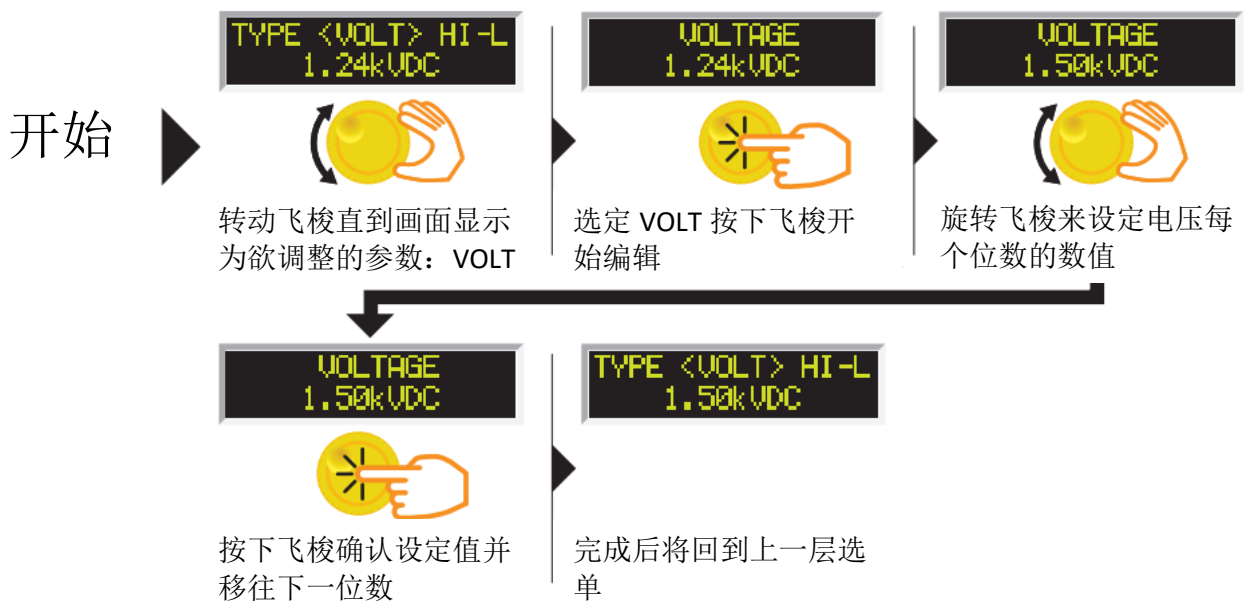 开始
TYPE <VOLT> HI-L
1.24kVDC
转动飞梭直到画面显示
为欲调整的参数：VOLT
VOLTAGE
1.24kVDC
选定 VOLT 按下飞梭开
始编辑
VOLTAGE
1.50kVDC
旋转飞梭来设定电压每
个位数的数值
VOLTAGE
1.50kVDC
按下飞梭确认设定值并
移往下一位数
TYPE <VOLT> HI-L
1.50kVDC
完成后将回到上一层选
单